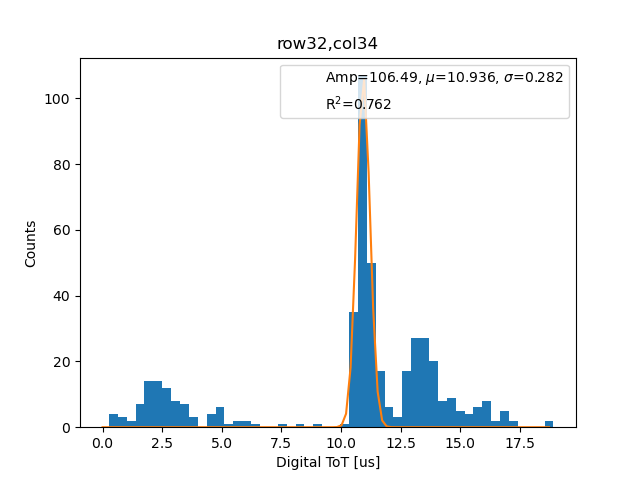 row32,col34
Amp=106.49, μ=10.936, σ=0.282
R²=0.762
Counts
100
80
60
40
20
0
0.0 2.5 5.0 7.5 10.0 12.5 15.0 17.5
Digital ToT [us]